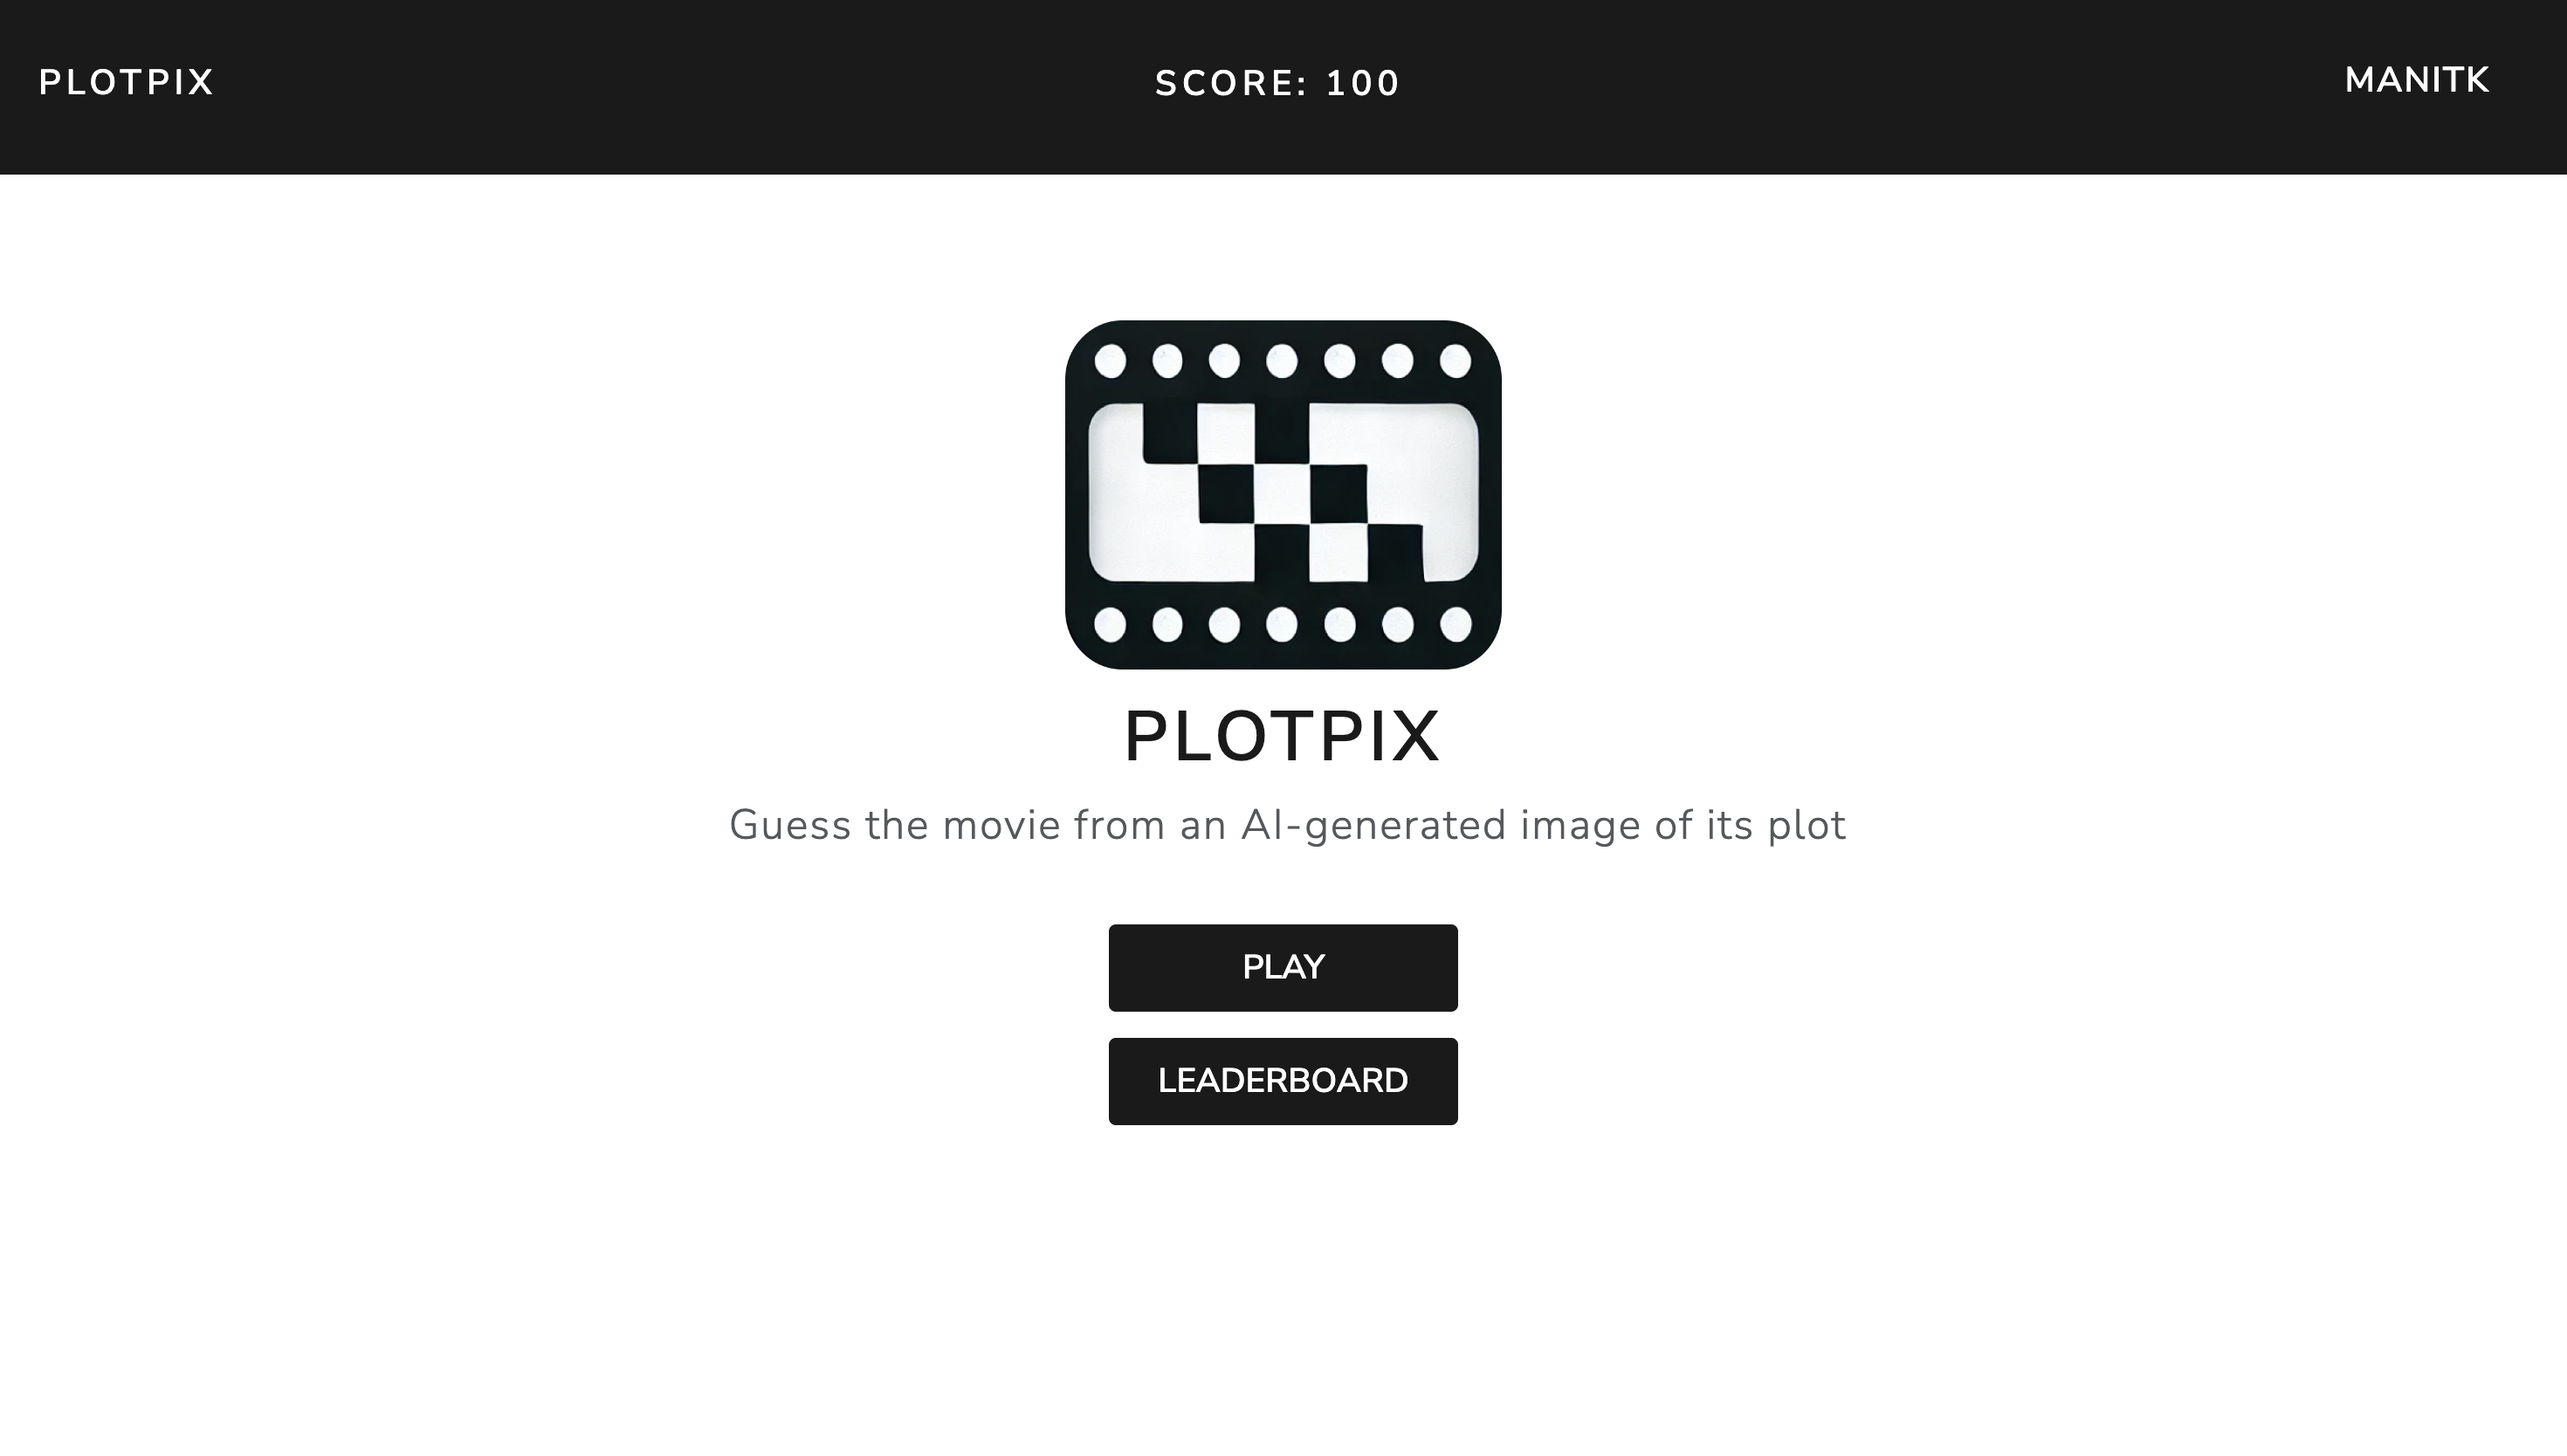 PLOTPIX
SCORE: 100
MANITK
PLOTPIX
Guess the movie from an AI-generated image of its plot
PLAY
LEADERBOARD